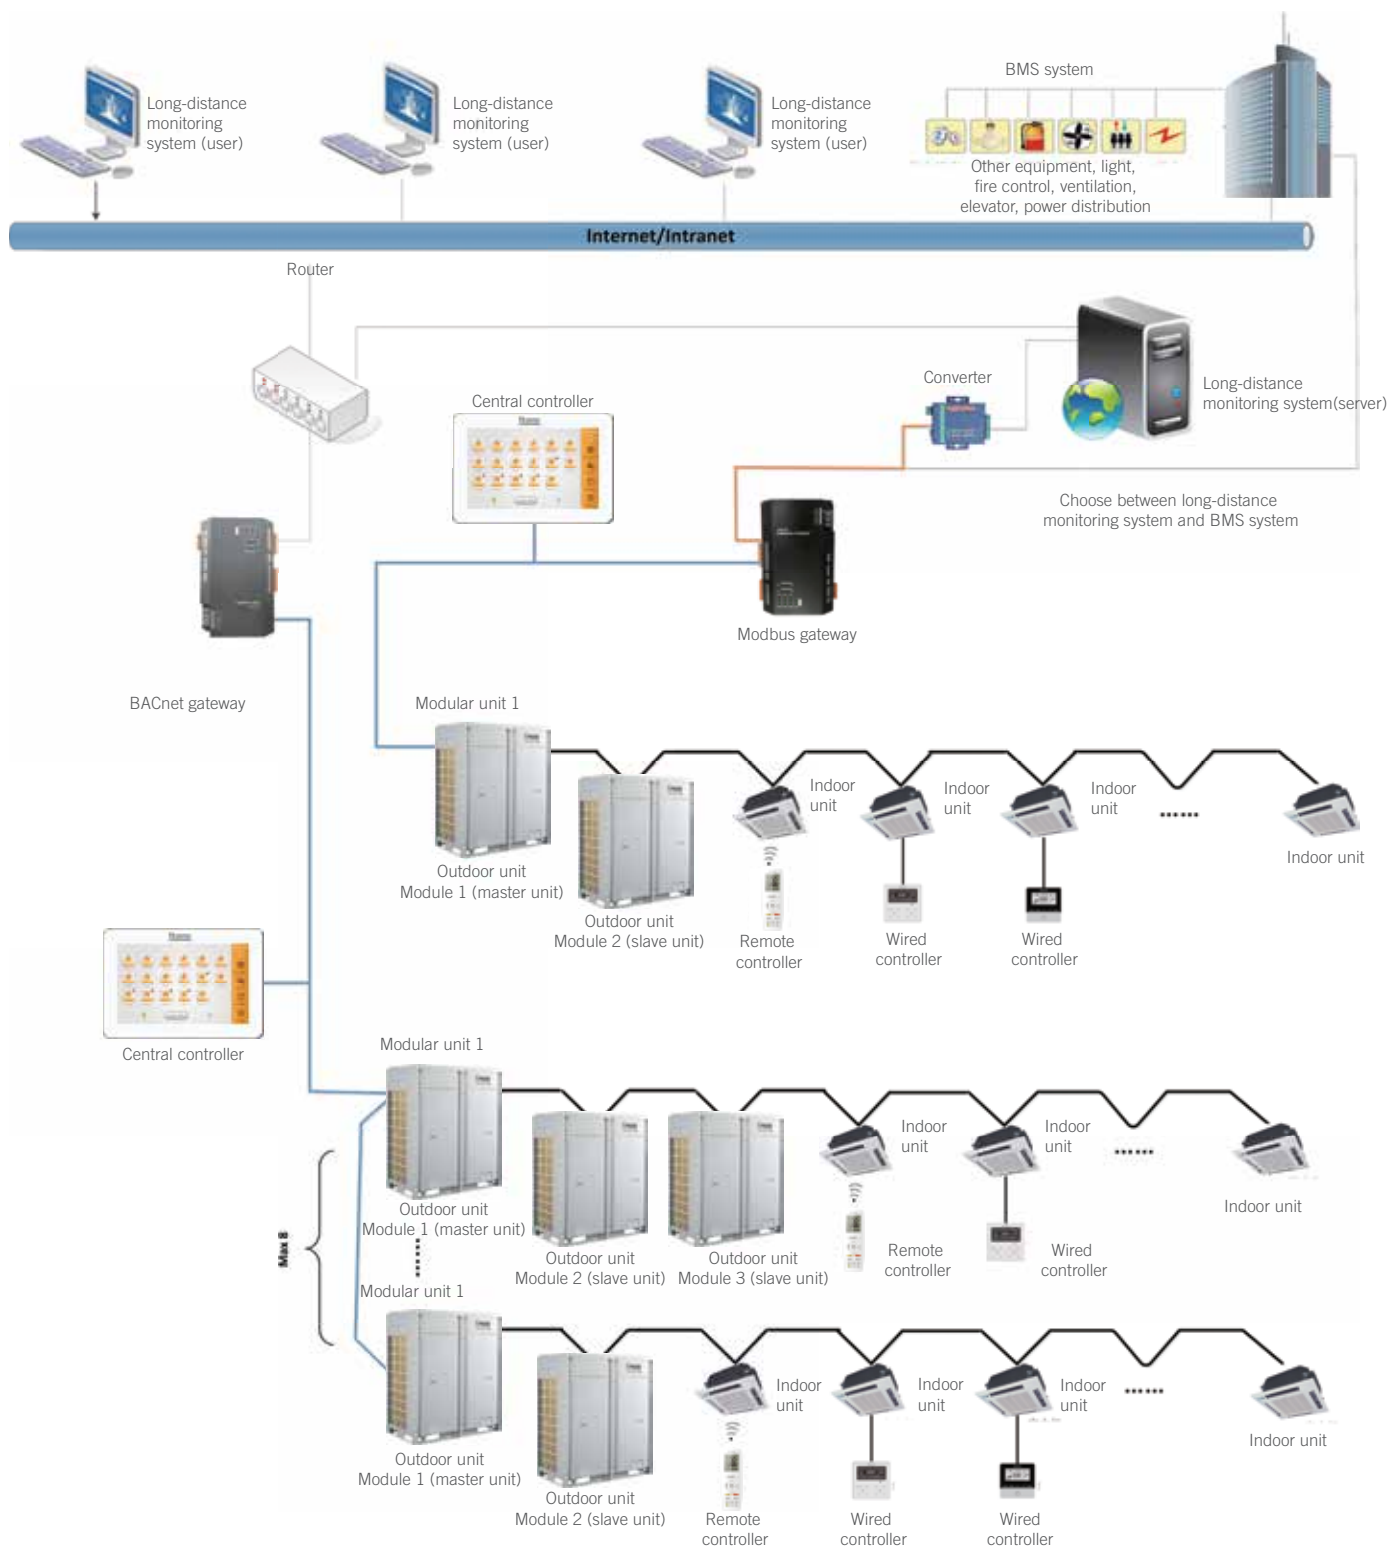 BMS system
Long-distance
monitoring
system (user)
Long-distance
monitoring
system (user)
Long-distance
monitoring
system (user)
Other equipment, light,
fire control, ventilation,
elevator, power distribution
Internet/Intranet
Router
Converter
Long-distance
monitoring system(server)
Central controller
Choose between long-distance
monitoring system and BMS system
Modbus gateway
BACnet gateway
Modular unit 1
Indoor
unit
Indoor
unit
Indoor
unit
......
Indoor unit
Outdoor unit
Module 1 (master unit)
Outdoor unit
Module 2 (slave unit)
Remote
controller
Wired
controller
Wired
controller
Central controller
Modular unit 1
Indoor
unit
Indoor
unit
......
Indoor unit
Outdoor unit
Module 1 (master unit)
Outdoor unit
Module 2 (slave unit)
Outdoor unit
Module 3 (slave unit)
Remote
controller
Wired
controller
Max 8
......
Modular unit 1
Indoor
unit
Indoor
unit
Indoor
unit
......
Indoor unit
Outdoor unit
Module 1 (master unit)
Outdoor unit
Module 2 (slave unit)
Remote
controller
Wired
controller
Wired
controller